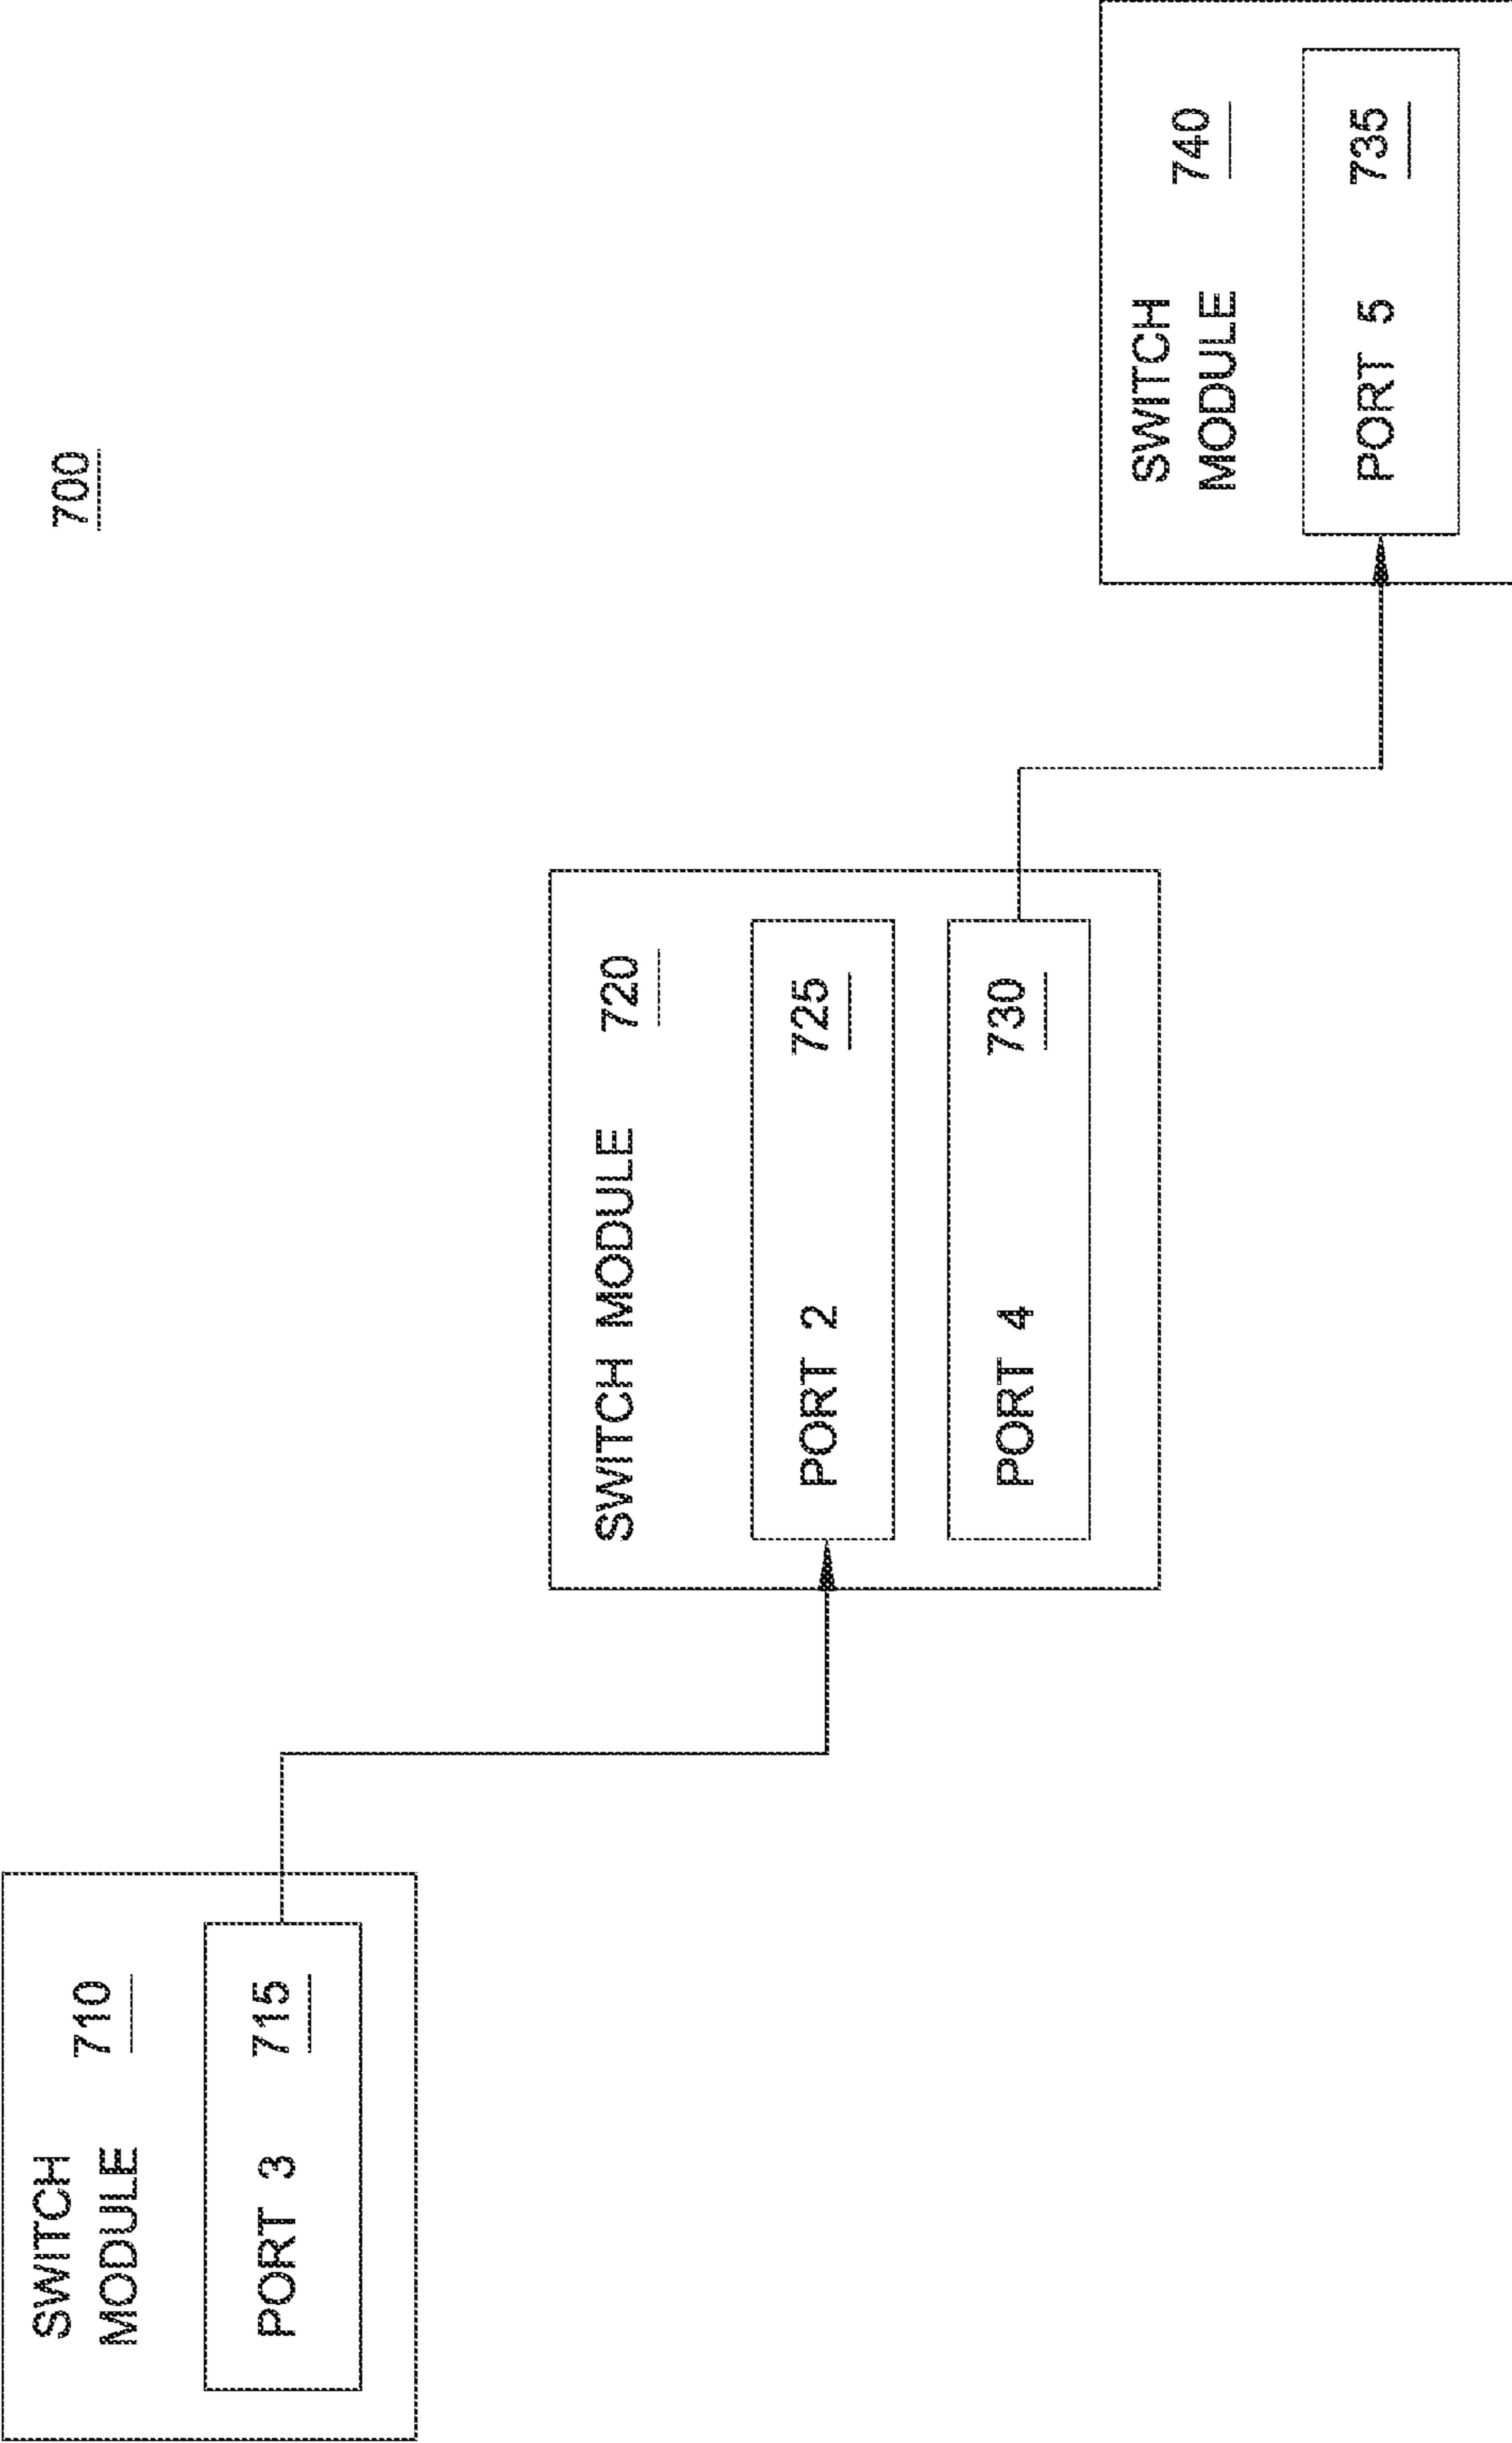 700
SWITCH
MODULE 710
PORT 3 715
SWITCH MODULE 720
PORT 2 725
PORT 4 730
SWITCH
MODULE 740
PORT 5 735